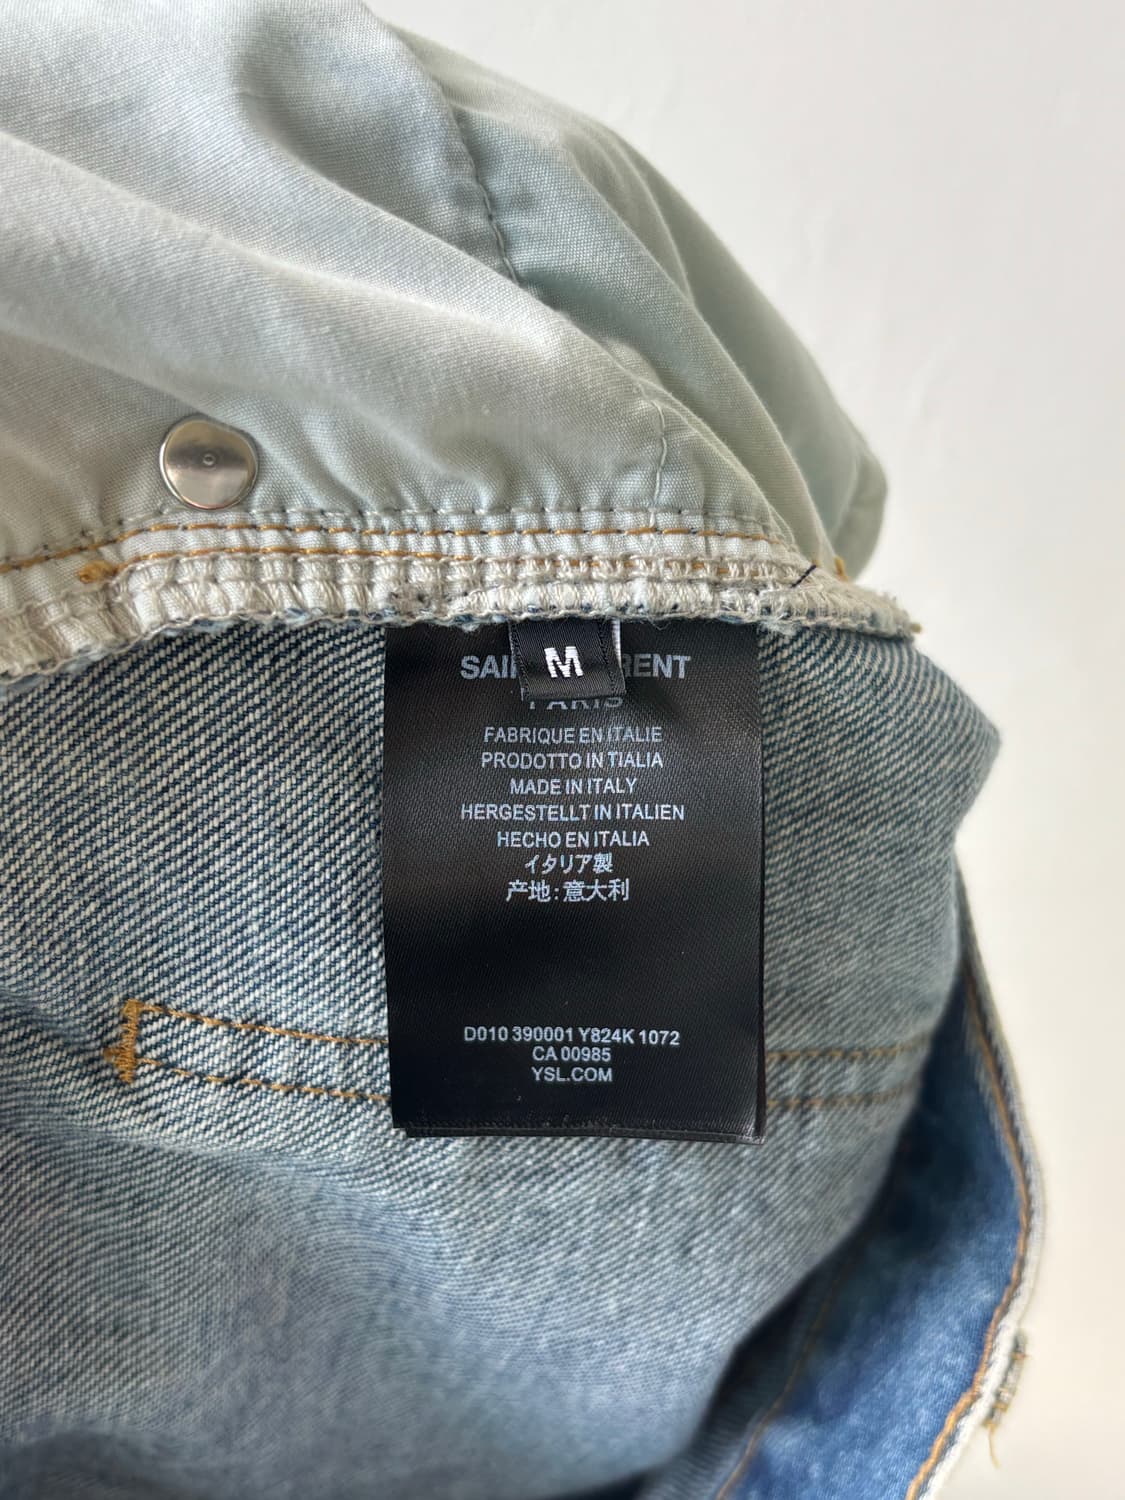 M
SAI RENT
PARIS
FABRIQUE EN ITALIE
PRODOTTO IN TIALIA
MADE IN ITALY
HERGESTELLT IN ITALIEN
HECHO EN ITALIA
イタリア製
产地:意大利
D010 390001 Y824K 1072
CA 00985
YSL.COM